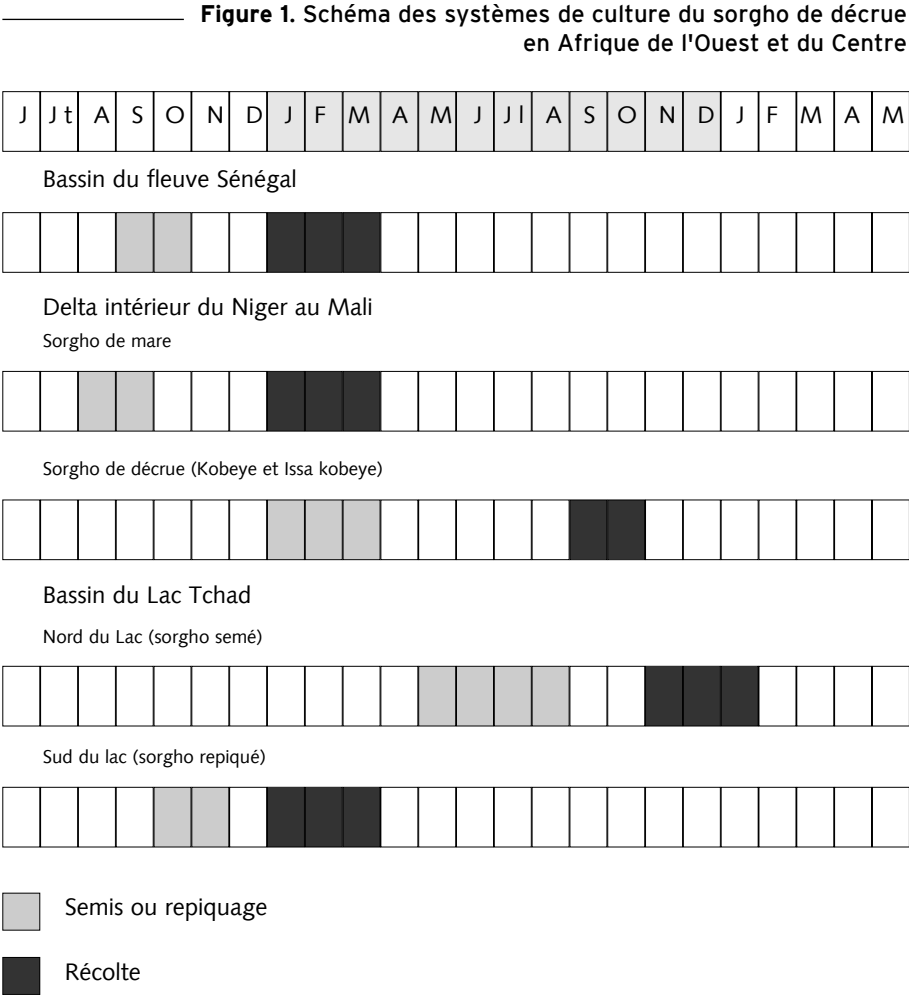 Figure 1. Schéma des systèmes de culture du sorgho de décrue
en Afrique de l'Ouest et du Centre
J Jt A S O N D J F M A M J Jl A S O N D J F M A M
Bassin du fleuve Sénégal
Delta intérieur du Niger au Mali
Sorgho de mare
Sorgho de décrue (Kobeye et Issa kobeye)
Bassin du Lac Tchad
Nord du Lac (sorgho semé)
Sud du lac (sorgho repiqué)
Semis ou repiquage
Récolte